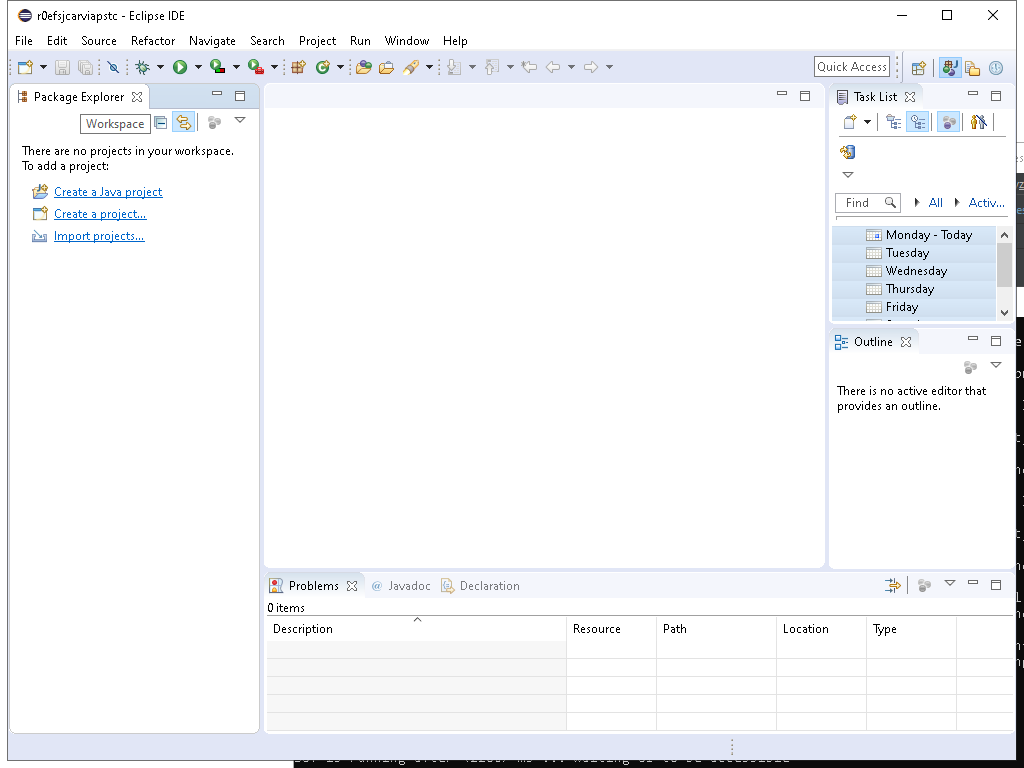 r0efsjcarviapstc - Eclipse IDE
File Edit Source Refactor Navigate Search Project Run Window Help
Quick Access
Package Explorer
Workspace
There are no projects in your workspace.
To add a project:
Create a Java project
Create a project...
Import projects...
Task List
Find All Activ...
Monday - Today
Tuesday
Wednesday
Thursday
Friday
Outline
There is no active editor that
provides an outline.
Problems @ Javadoc Declaration
0 items
Description Resource Path Location Type